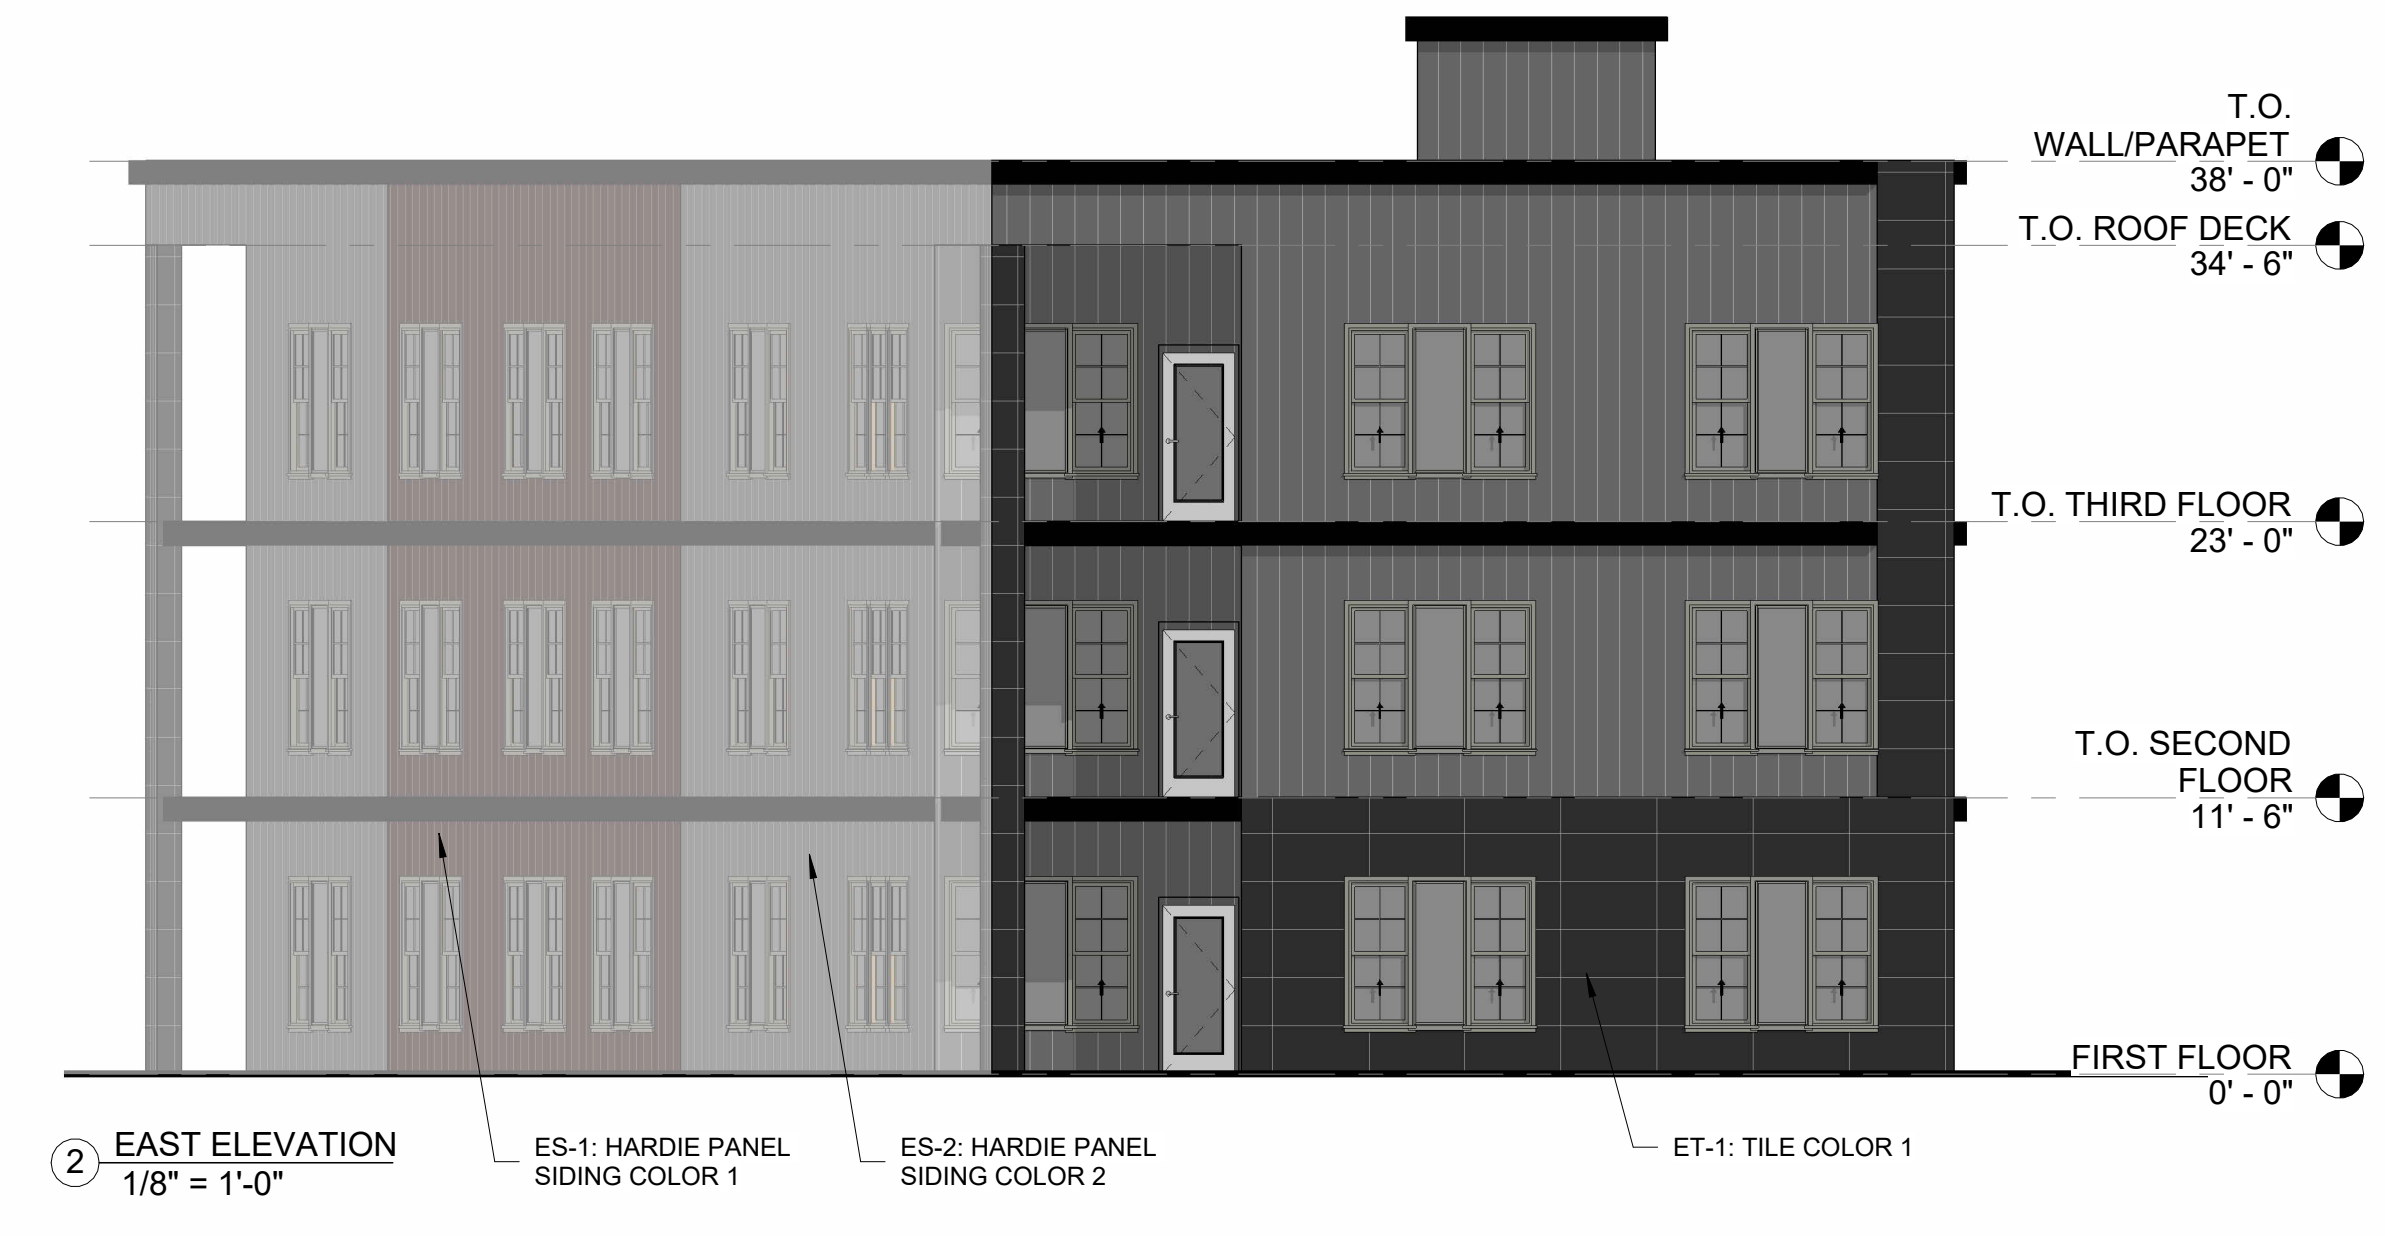 T.O.
WALL/PARAPET
38' - 0"
T.O. ROOF DECK
34' - 6"
T.O. THIRD FLOOR
23' - 0"
T.O. SECOND
FLOOR
11' - 6"
FIRST FLOOR
0' - 0"
2
EAST ELEVATION
1/8" = 1'-0"
ES-1: HARDIE PANEL
SIDING COLOR 1
ES-2: HARDIE PANEL
SIDING COLOR 2
ET-1: TILE COLOR 1